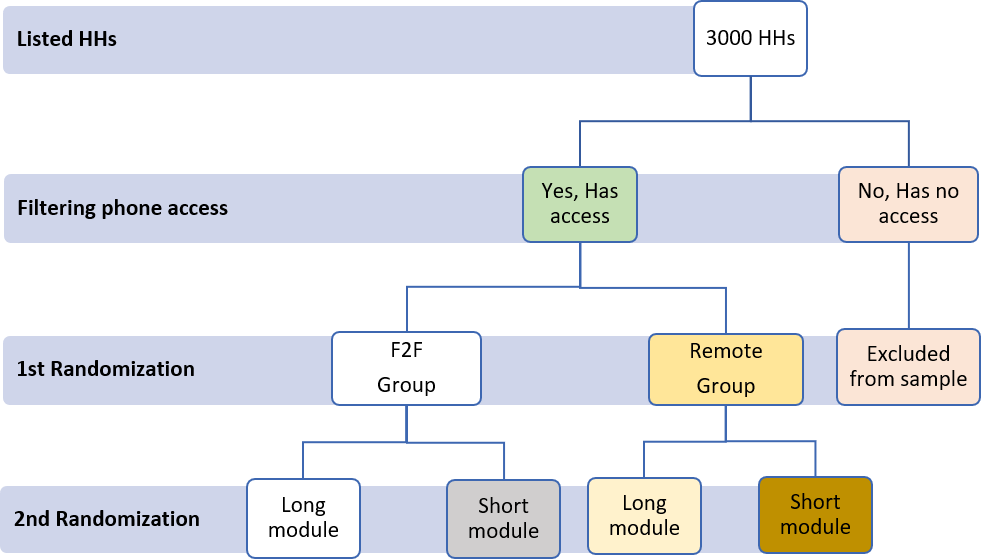 Listed HHs
3000 HHs
Filtering phone access
Yes, Has
access
No, Has no
access
1st Randomization
F2F
Group
Remote
Group
Excluded
from sample
2nd Randomization
Long
module
Short
module
Long
module
Short
module